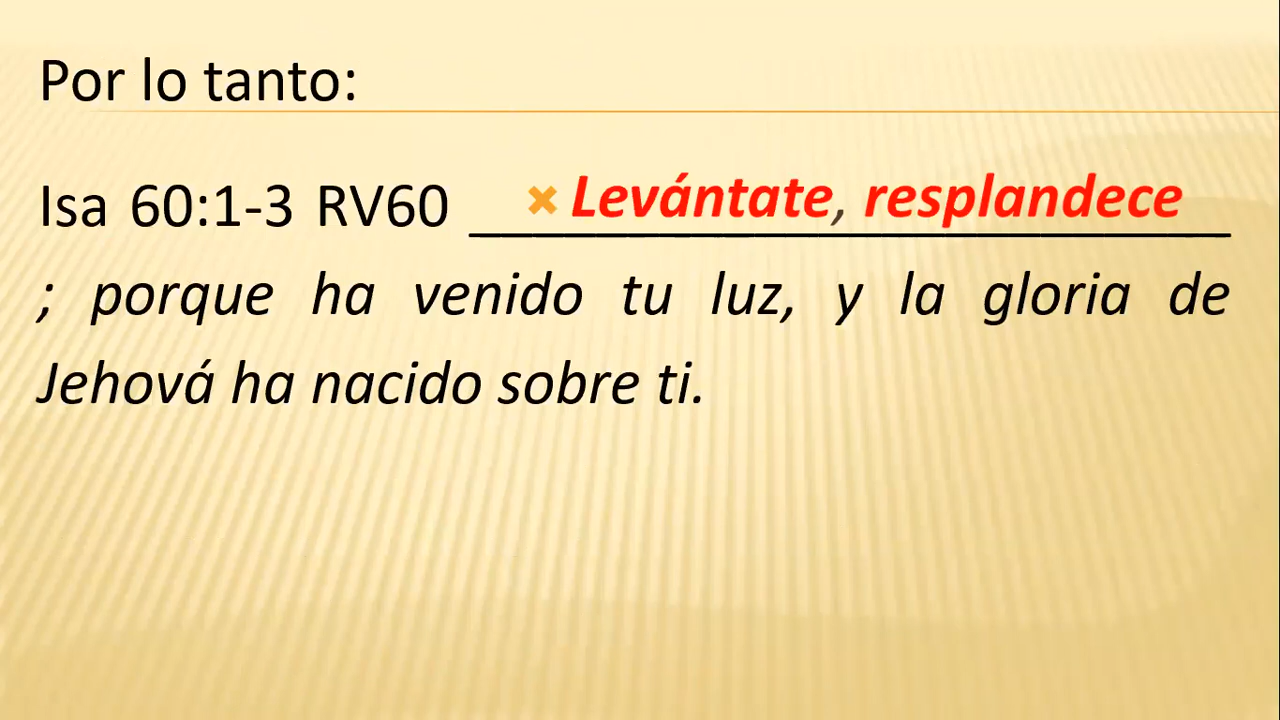 Por lo tanto:
Isa 60:1-3 RV60 Levántate, resplandece
; porque ha venido tu luz, y la gloria de
Jehová ha nacido sobre ti.